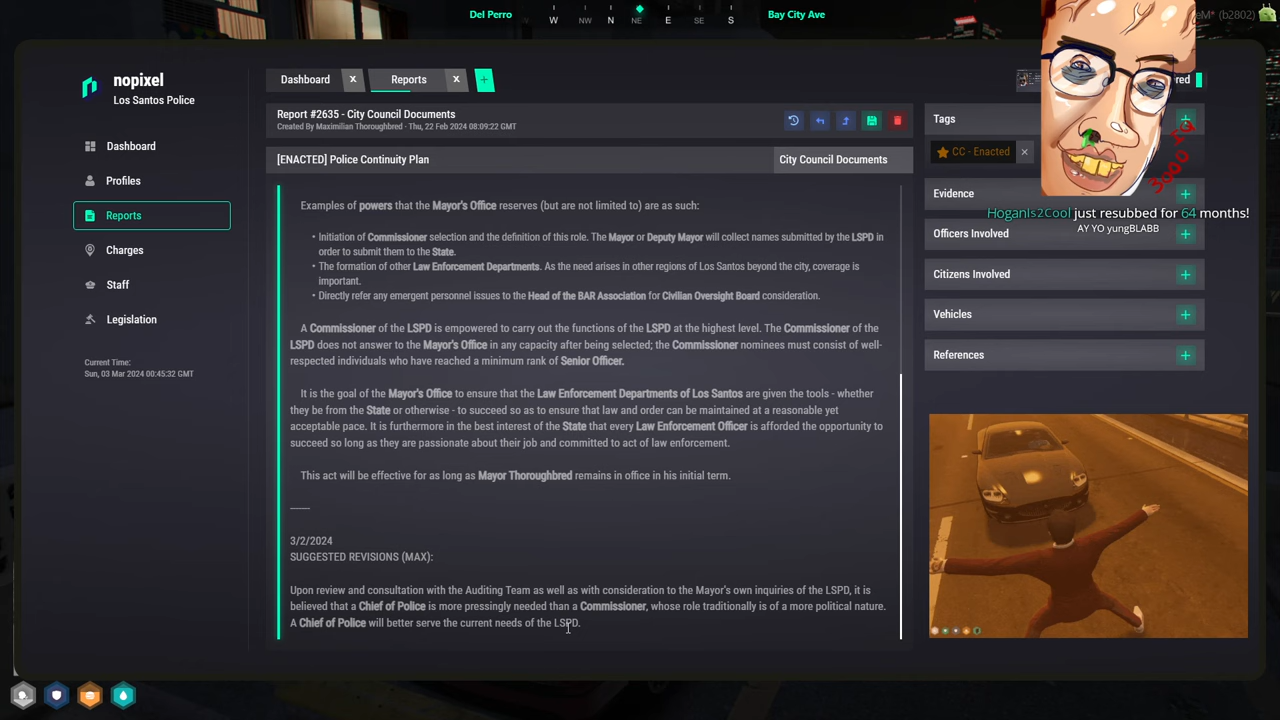 Del Perro
W NW N NE E SE S
Bay City Ave
(b2802)
nopixel
Los Santos Police
Dashboard x Reports x +
Report #2635 - City Council Documents
Created By Maximilian Thoroughbred - Thu, 22 Feb 2024 08:09:22 GMT
[ENACTED] Police Continuity Plan
City Council Documents
Dashboard
Profiles
Reports
Charges
Staff
Legislation
Current Time:
Sun, 03 Mar 2024 00:45:32 GMT
Examples of powers that the Mayor's Office reserves (but are not limited to) are as such:
• Initiation of Commissioner selection and the definition of this role. The Mayor or Deputy Mayor will collect names submitted by the LSPD in
order to submit them to the State.
• The formation of other Law Enforcement Departments. As the need arises in other regions of Los Santos beyond the city, coverage is
important.
• Directly refer any emergent personnel issues to the Head of the BAR Association for Civilian Oversight Board consideration.
A Commissioner of the LSPD is empowered to carry out the functions of the LSPD at the highest level. The Commissioner of the
LSPD does not answer to the Mayor's Office in any capacity after being selected; the Commissioner nominees must consist of well-
respected individuals who have reached a minimum rank of Senior Officer.
It is the goal of the Mayor's Office to ensure that the Law Enforcement Departments of Los Santos are given the tools - whether
they be from the State or otherwise - to succeed so as to ensure that law and order can be maintained at a reasonable yet
acceptable pace. It is furthermore in the best interest of the State that every Law Enforcement Officer is afforded the opportunity to
succeed so long as they are passionate about their job and committed to act of law enforcement.
This act will be effective for as long as Mayor Thoroughbred remains in office in his initial term.
——
3/2/2024
SUGGESTED REVISIONS (MAX):
Upon review and consultation with the Auditing Team as well as with consideration to the Mayor's own inquiries of the LSPD, it is
believed that a Chief of Police is more pressingly needed than a Commissioner, whose role traditionally is of a more political nature.
A Chief of Police will better serve the current needs of the LSPD.
Tags +
CC - Enacted x
Evidence +
Officers Involved +
Citizens Involved +
Vehicles +
References +
3000
HoganIs2Cool just resubbed for 64 months!
AY YO yungBLABB